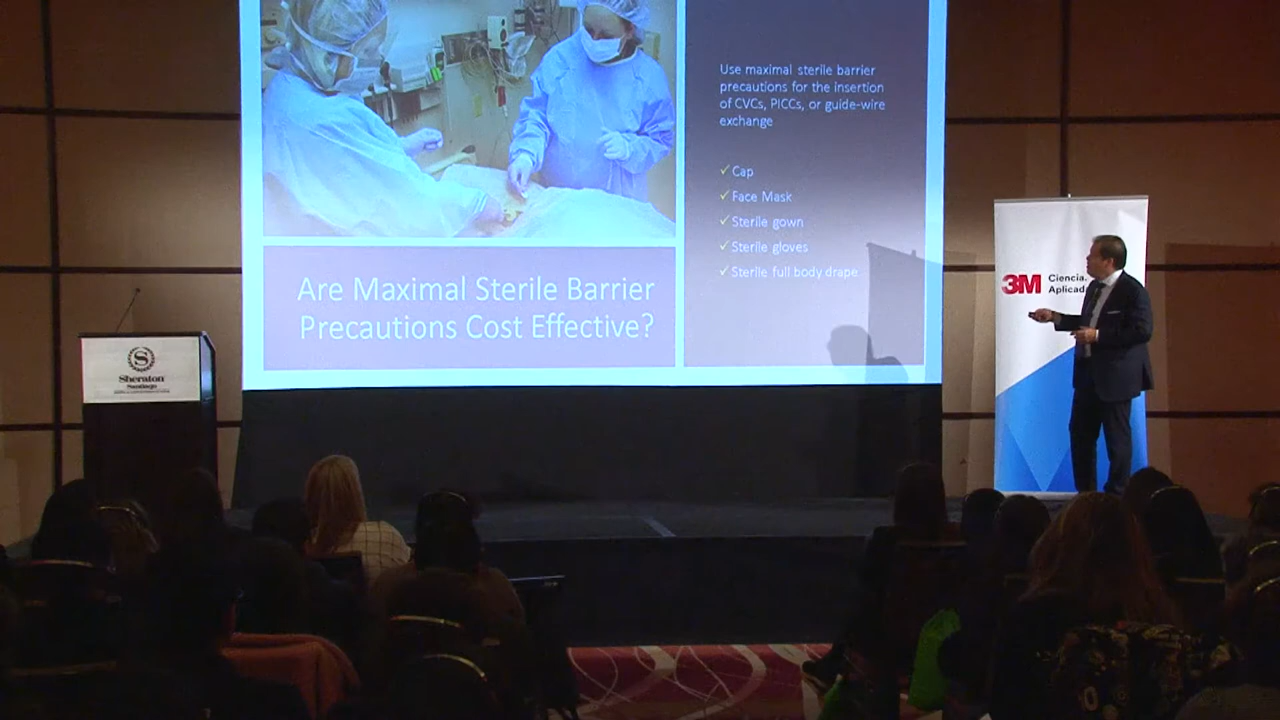 Use maximal sterile barrier
precautions for the insertion
of CVCs, PICCs, or guide-wire
exchange
✓ Cap
✓ Face Mask
✓ Sterile gown
✓ Sterile gloves
✓ Sterile full body drape
Are Maximal Sterile Barrier
Precautions Cost Effective?
3M
Ciencia.
S
Sheraton
Santiago